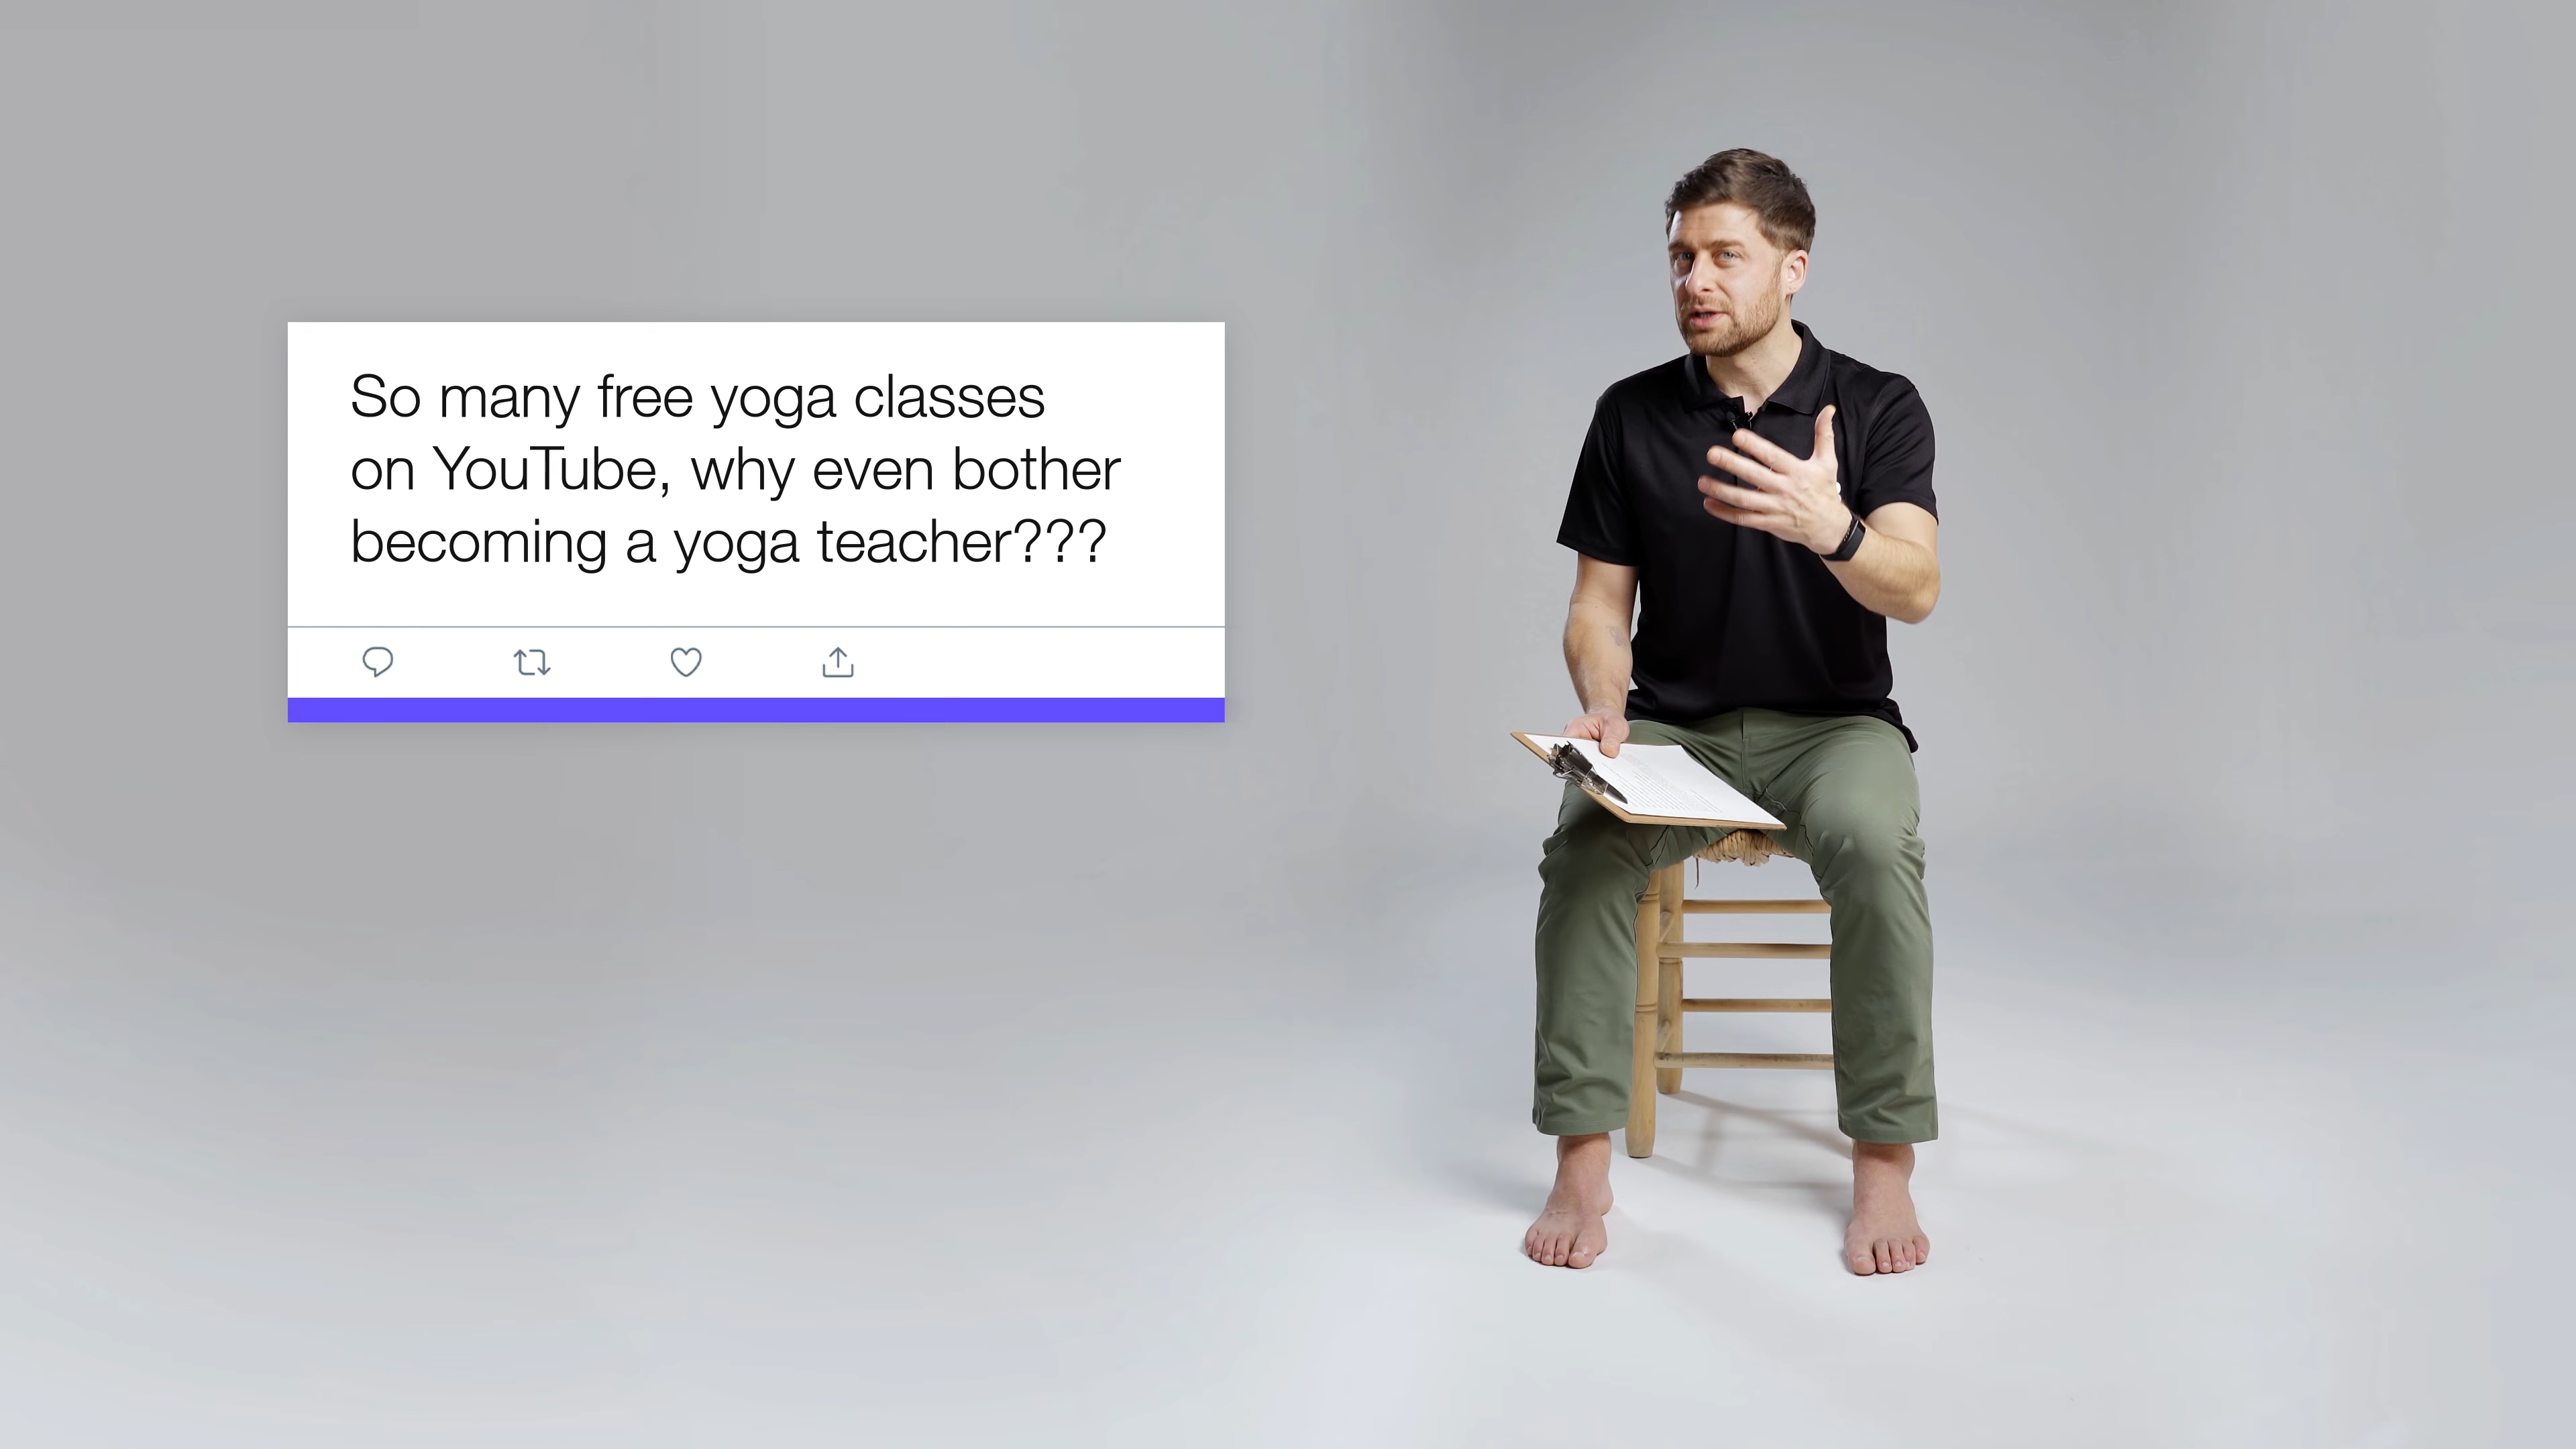 So many free yoga classes
on YouTube, why even bother
becoming a yoga teacher???